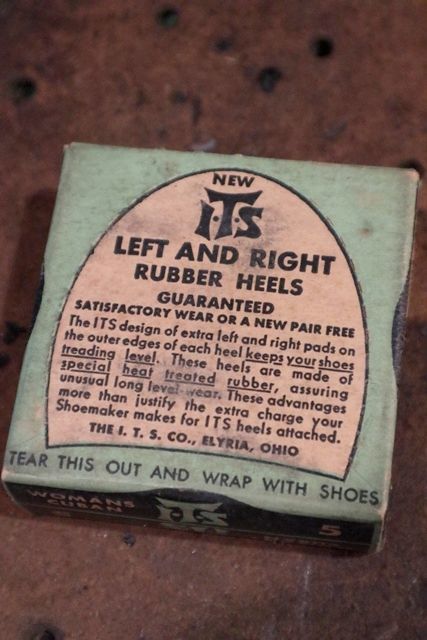 NEW
I·T·S
LEFT AND RIGHT
RUBBER HEELS
GUARANTEED
SATISFACTORY WEAR OR A NEW PAIR FREE
The ITS design of extra left and right pads on
the outer edges of each heel keeps your shoes
treading level. These heels are made of
special heat treated rubber, assuring
unusual long level-wear. These advantages
more than justify the extra charge your
Shoemaker makes for ITS heels attached.
THE I. T. S. CO., ELYRIA, OHIO
TEAR THIS OUT AND WRAP WITH SHOES
WOMANS
CUBAN
ITS
5